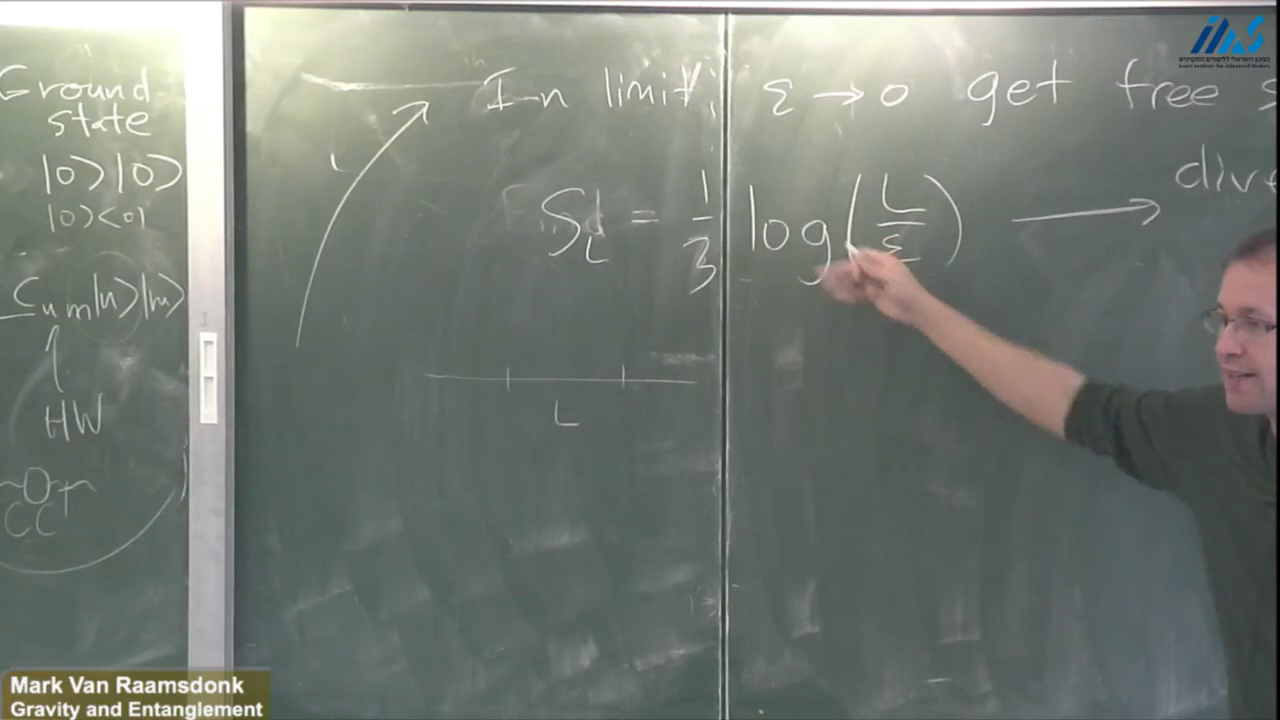 Ground
state
|0>|0>
|0><0|
C_nm|n>|m>
HW
CC†
L
In limit, ε → 0 get free s
S_L = 1/3 log(L/ε) → dive
L
Mark Van Raamsdonk
Gravity and Entanglement